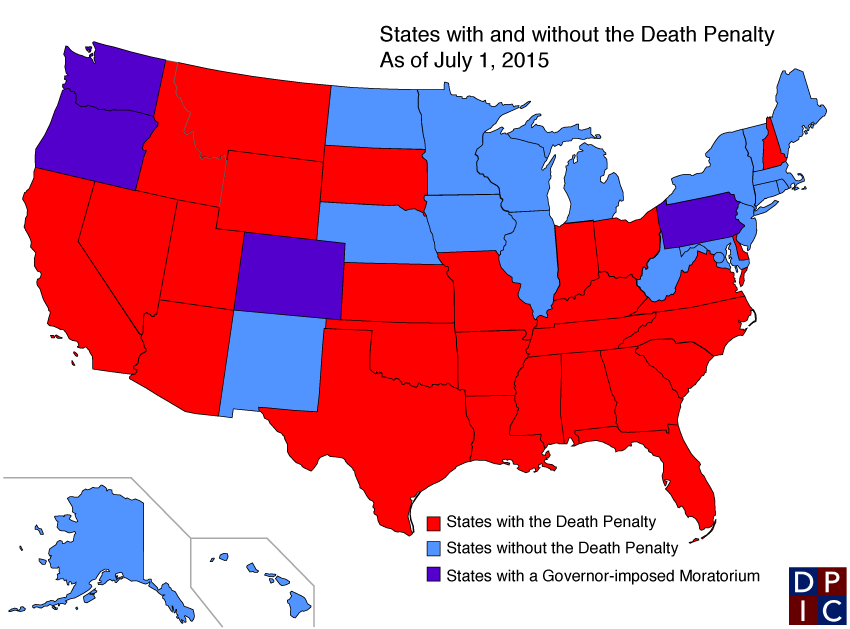 States with and without the Death Penalty
As of July 1, 2015
States with the Death Penalty
States without the Death Penalty
States with a Governor-imposed Moratorium
D P
I C